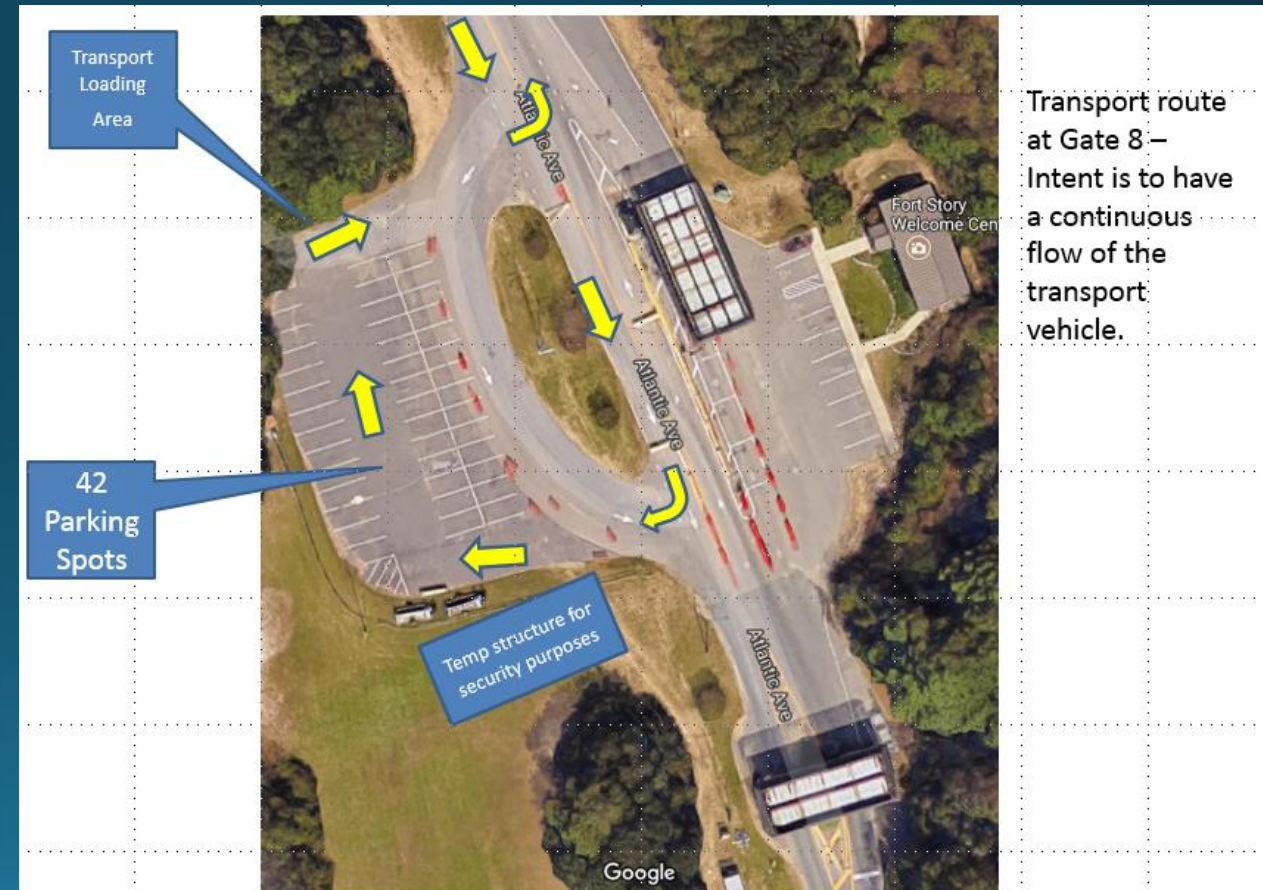 Transport
Loading
Area
Transport route
at Gate 8 –
Intent is to have
a continuous
flow of the
transport
vehicle.
Atlantic Ave
Fort Story
Welcome Cen
Atlantic Ave
42
Parking
Spots
Temp structure for
security purposes
Atlantic Ave
Google